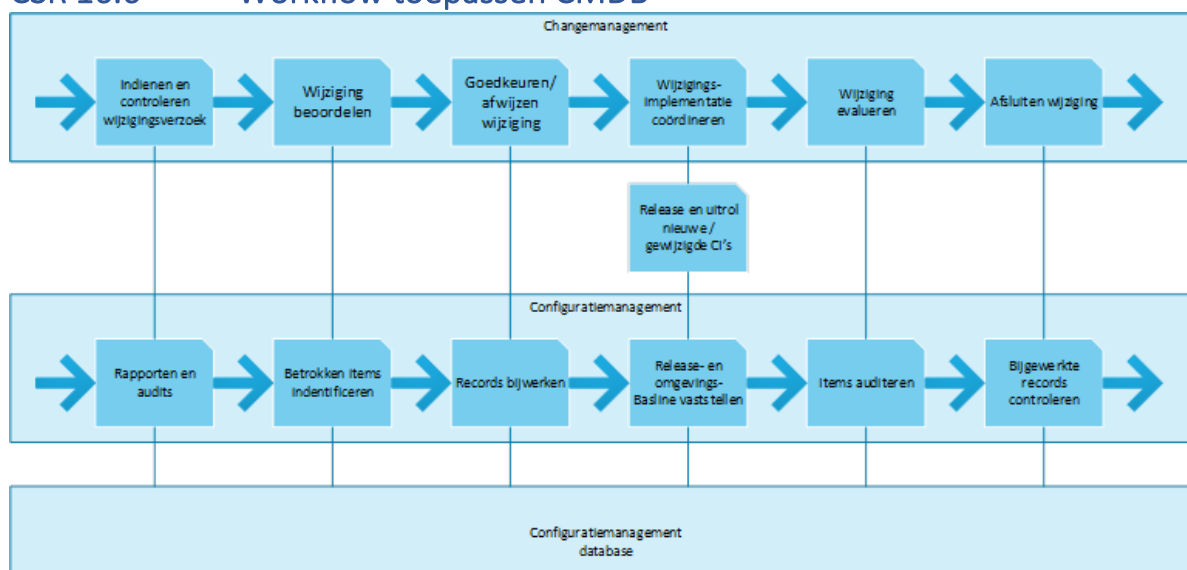 Changemanagement
Indienen en
controleren
wijzigingsverzoek
Wijziging
beoordelen
Goedkeuren/
afwijzen
wijziging
Wijzigings-
implementatie
coördineren
Wijziging
evalueren
Afsluiten wijziging
Release en uitrol
nieuwe /
gewijzigde CI's
Configuratiemanagement
Rapporten en
audits
Betrokken items
indentificeren
Records bijwerken
Release- en
omgevings-
Basline vaststellen
Items auditeren
Bijgewerkte
records
controleren
Configuratiemanagement
database